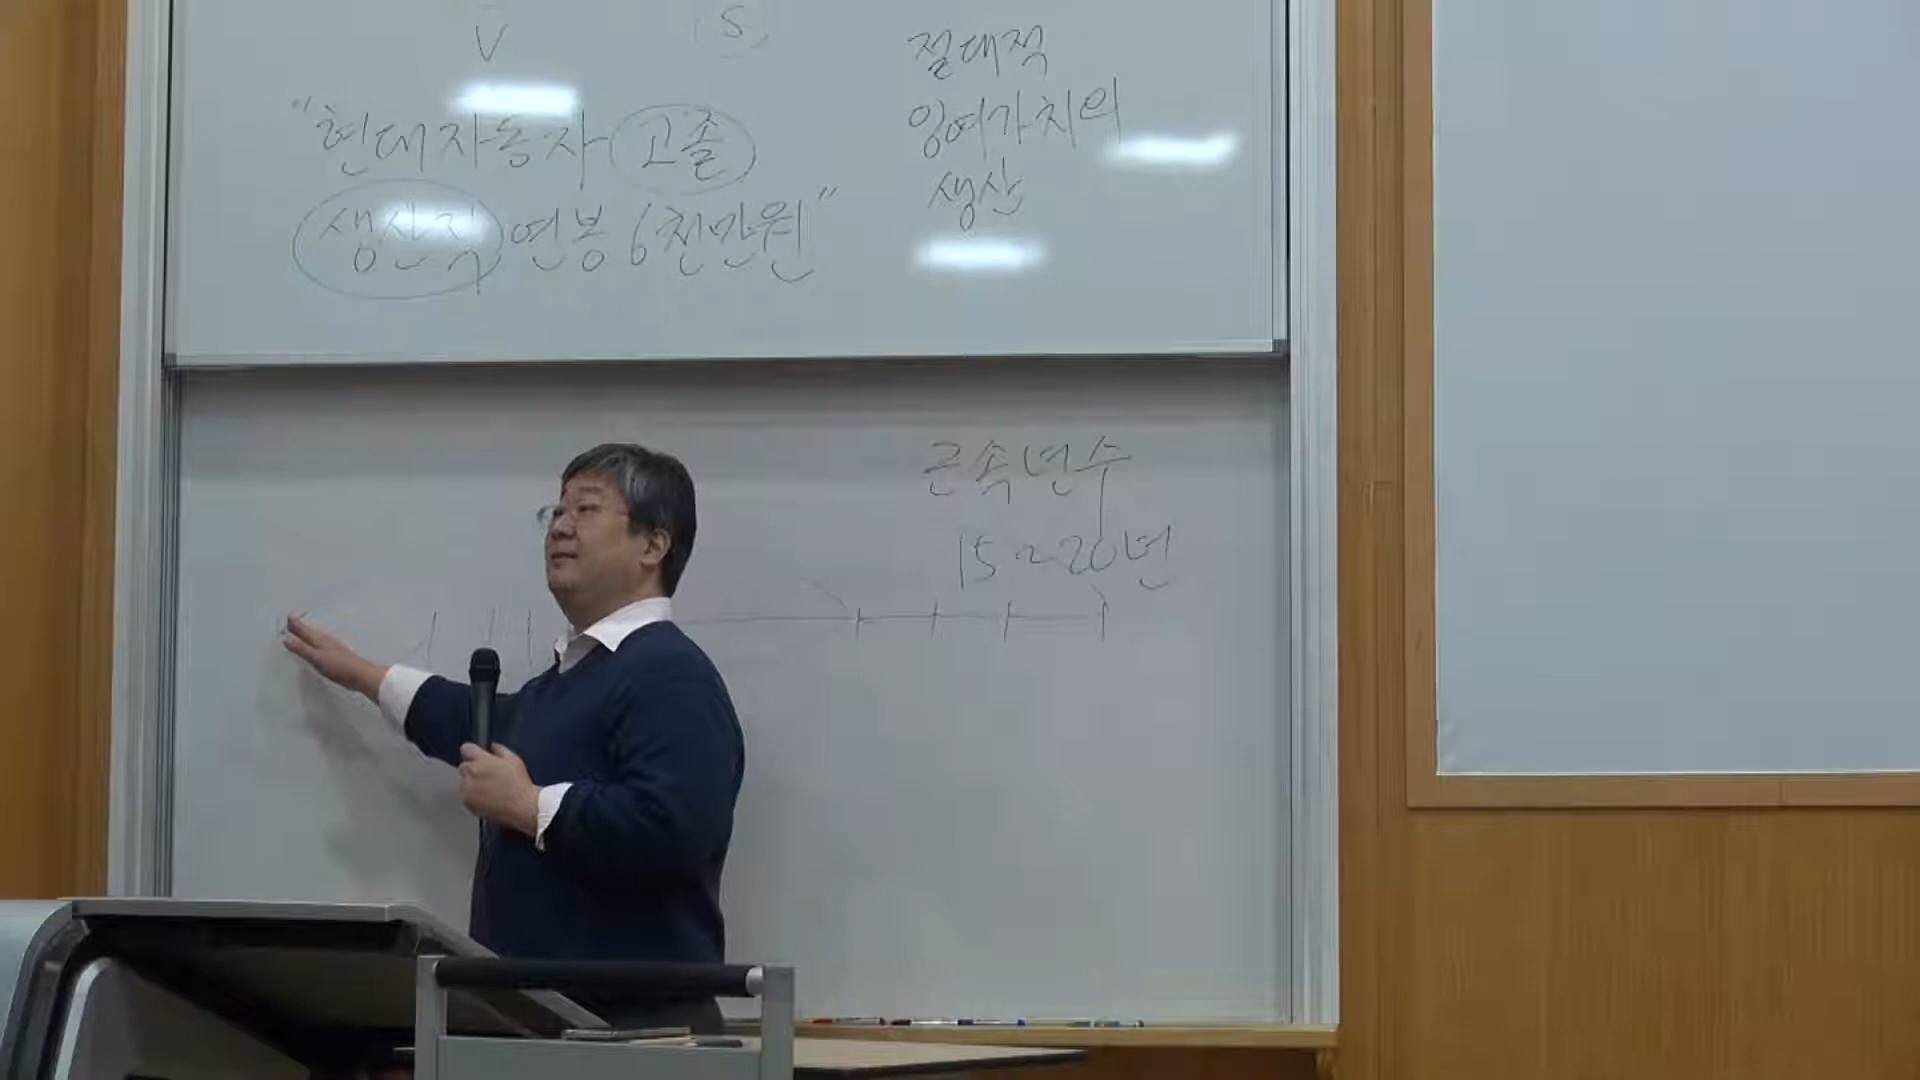 V
S
"현대자동차 고졸
생산직 연봉 6천만원"
절대적
잉여가치의
생산
근속년수
15~20년